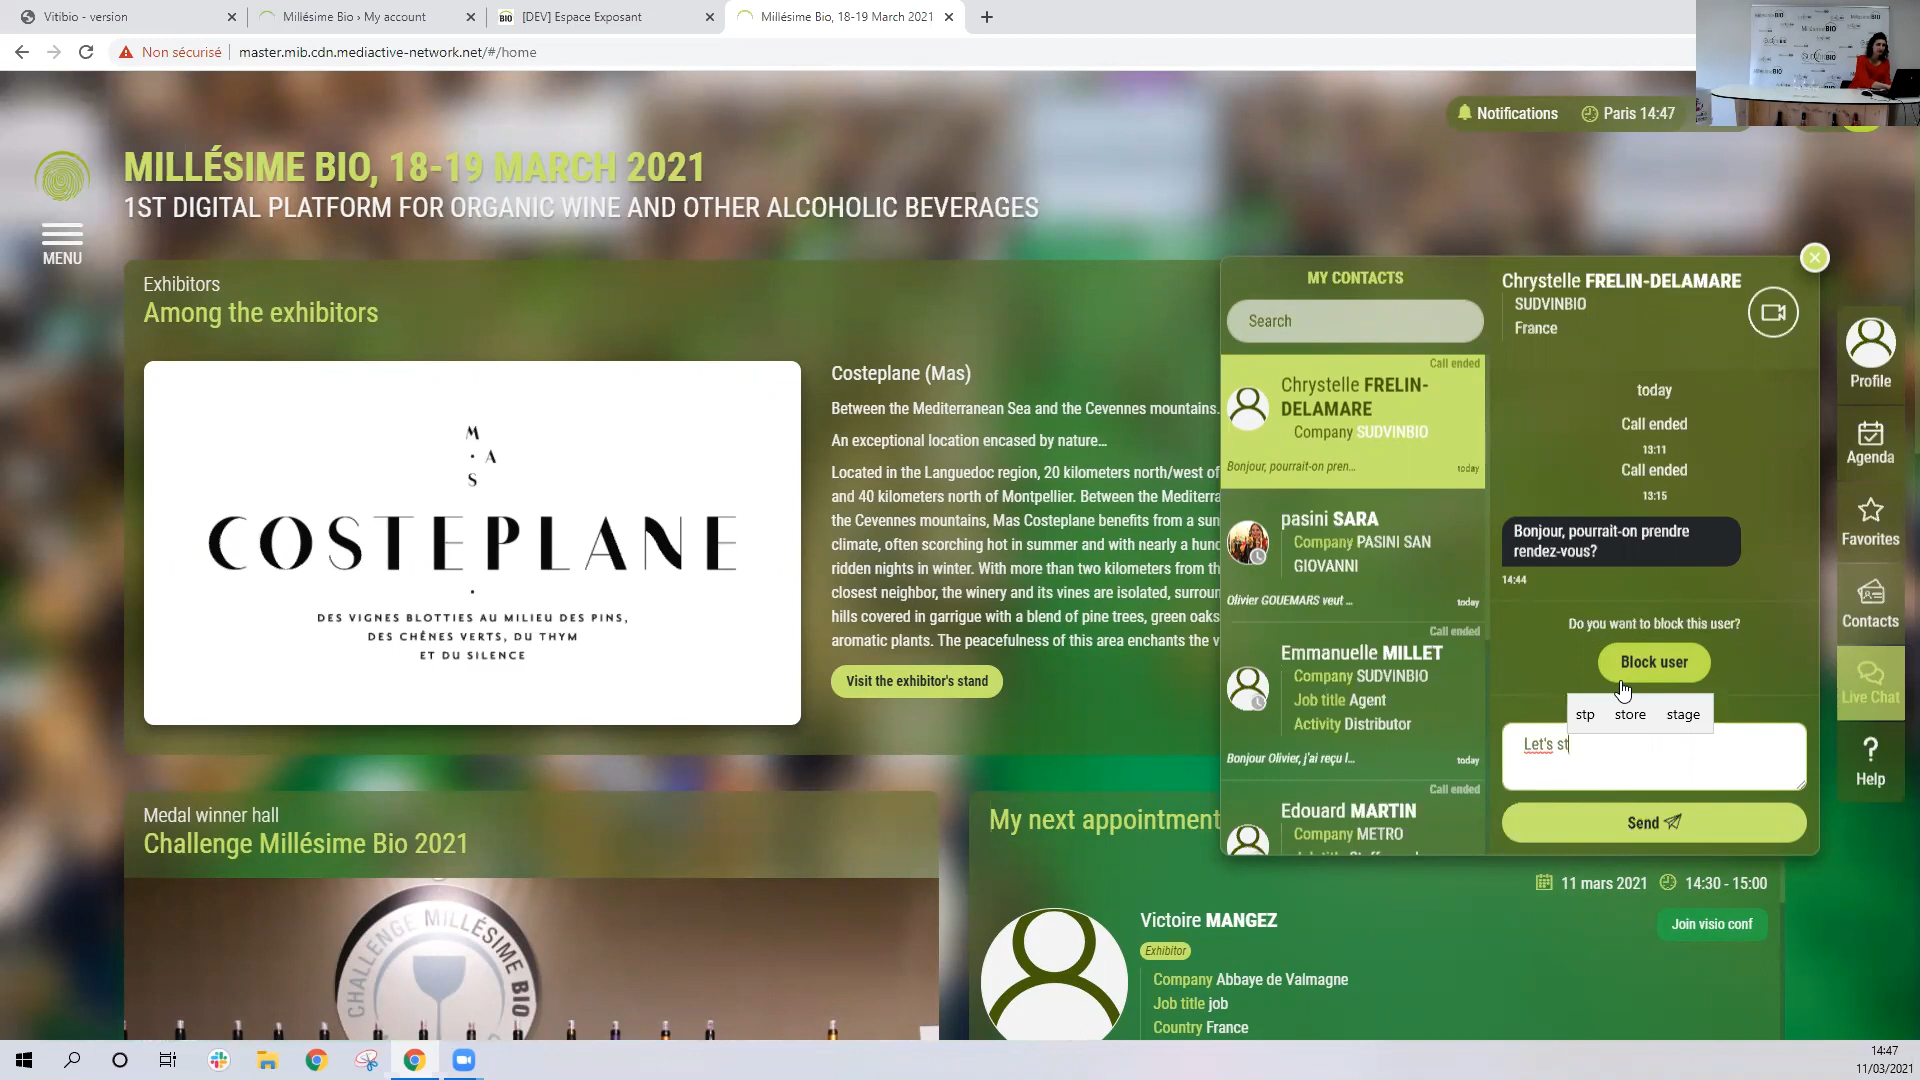 Vitibio - version
Millésime Bio › My account
BIO
[DEV] Espace Exposant
Millésime Bio, 18-19 March 2021
Non sécurisé
master.mib.cdn.mediactive-network.net/#/home
Notifications
Paris 14:47
MENU
MILLÉSIME BIO, 18-19 MARCH 2021
1ST DIGITAL PLATFORM FOR ORGANIC WINE AND OTHER ALCOHOLIC BEVERAGES
Exhibitors
Among the exhibitors
M
A
S
COSTEPLANE
DES VIGNES BLOTTIES AU MILIEU DES PINS,
DES CHÊNES VERTS, DU THYM
ET DU SILENCE
Costeplane (Mas)
Between the Mediterranean Sea and the Cevennes mountains.
An exceptional location encased by nature...
Located in the Languedoc region, 20 kilometers north/west of
and 40 kilometers north of Montpellier. Between the Mediterra
the Cevennes mountains, Mas Costeplane benefits from a sun
climate, often scorching hot in summer and with nearly a hund
ridden nights in winter. With more than two kilometers from th
closest neighbor, the winery and its vines are isolated, surroun
hills covered in garrigue with a blend of pine trees, green oaks
aromatic plants. The peacefulness of this area enchants the v
Visit the exhibitor's stand
MY CONTACTS
Search
Call ended
Chrystelle FRELIN-
DELAMARE
Company SUDVINBIO
Bonjour, pourrait-on pren...
today
pasini SARA
Company PASINI SAN
GIOVANNI
Olivier GOUEMARS veut ...
today
Call ended
Emmanuelle MILLET
Company SUDVINBIO
Job title Agent
Activity Distributor
Bonjour Olivier, j'ai reçu l...
today
Call ended
Edouard MARTIN
Company METRO
Chrystelle FRELIN-DELAMARE
SUDVINBIO
France
today
Call ended
13:11
Call ended
13:15
Bonjour, pourrait-on prendre
rendez-vous?
14:44
Do you want to block this user?
Block user
stp store stage
Let's st
Send
Profile
Agenda
Favorites
Contacts
Live Chat
Help
Medal winner hall
Challenge Millésime Bio 2021
CHALLENGE MILLÉSIME BIO
My next appointment
11 mars 2021
14:30 - 15:00
Victoire MANGEZ
Exhibitor
Company Abbaye de Valmagne
Job title job
Country France
Join visio conf
14:47
11/03/2021